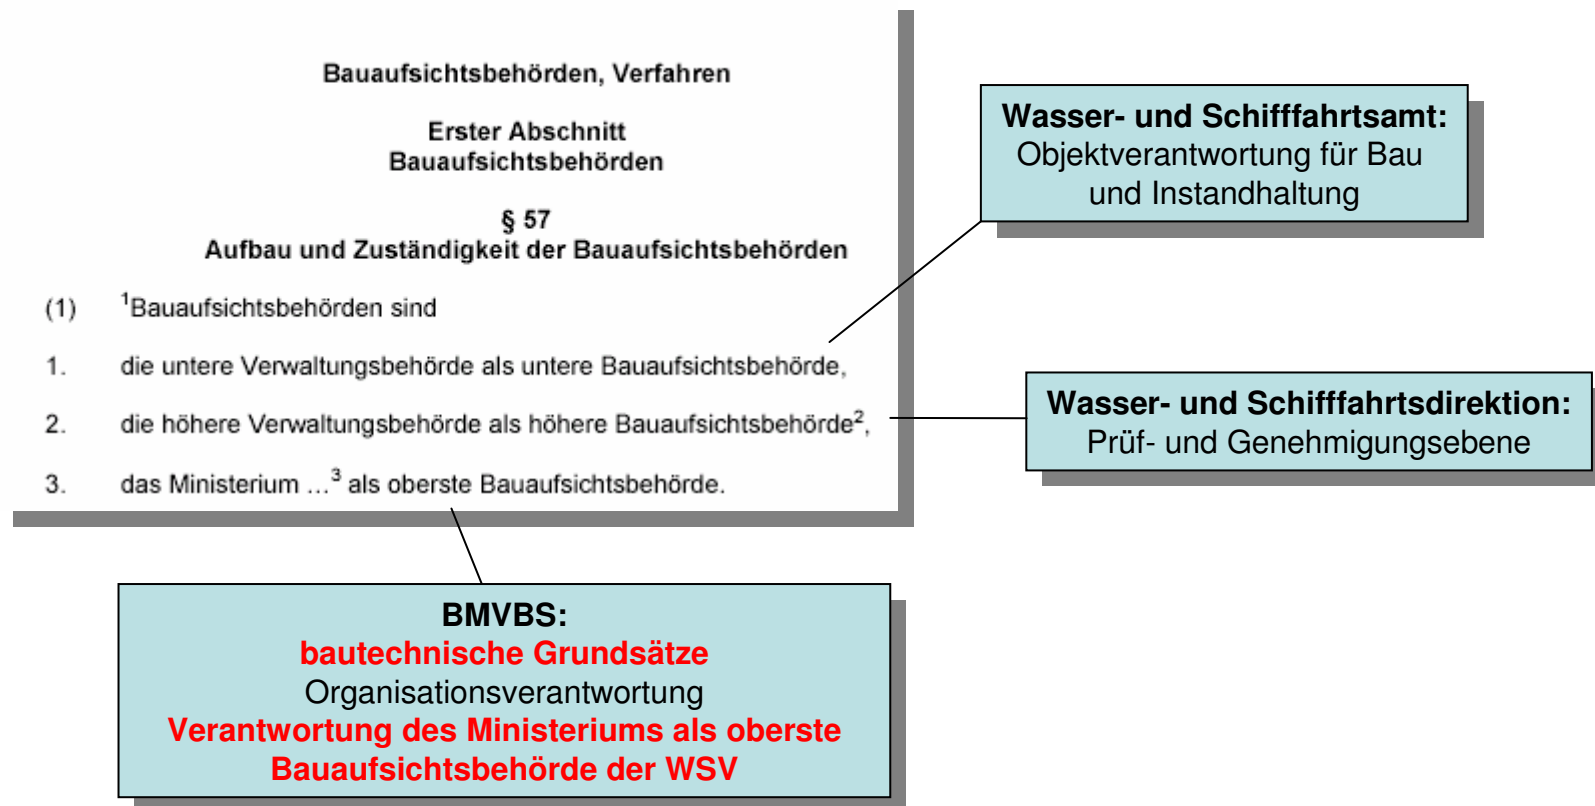 Bauaufsichtsbehörden, Verfahren
Erster Abschnitt
Bauaufsichtsbehörden
§ 57
Aufbau und Zuständigkeit der Bauaufsichtsbehörden
(1) ¹Bauaufsichtsbehörden sind
1. die untere Verwaltungsbehörde als untere Bauaufsichtsbehörde,
2. die höhere Verwaltungsbehörde als höhere Bauaufsichtsbehörde²,
3. das Ministerium ...³ als oberste Bauaufsichtsbehörde.
Wasser- und Schifffahrtsamt:
Objektverantwortung für Bau
und Instandhaltung
Wasser- und Schifffahrtsdirektion:
Prüf- und Genehmigungsebene
BMVBS:
bautechnische Grundsätze
Organisationsverantwortung
Verantwortung des Ministeriums als oberste
Bauaufsichtsbehörde der WSV